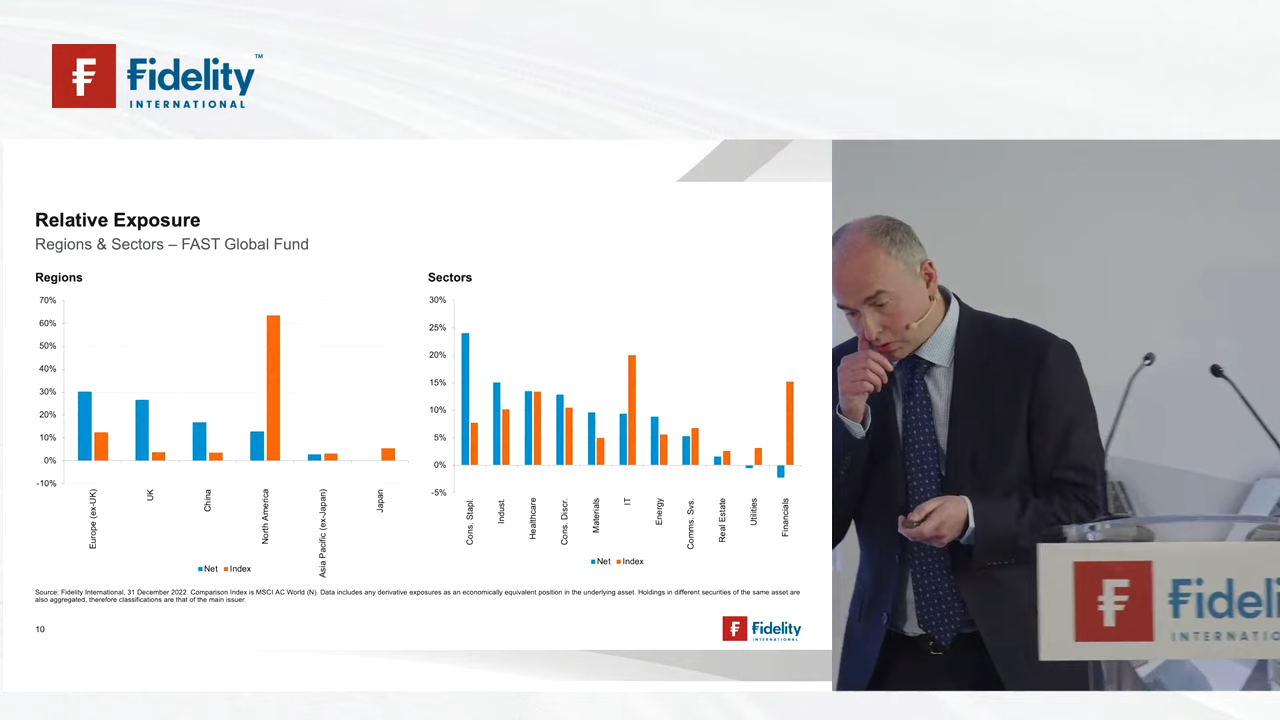 Fidelity™
INTERNATIONAL
Relative Exposure
Regions & Sectors – FAST Global Fund
Regions
70%
60%
50%
40%
30%
20%
10%
0%
-10%
Europe (ex-UK)
UK
China
North America
Asia Pacific (ex-Japan)
Japan
Net Index
Sectors
30%
25%
20%
15%
10%
5%
0%
-5%
Cons. Stapl.
Indust.
Healthcare
Cons. Discr.
Materials
IT
Energy
Comms. Svs.
Real Estate
Utilities
Financials
Net Index
Source: Fidelity International, 31 December 2022. Comparison Index is MSCI AC World (N). Data includes any derivative exposures as an economically equivalent position in the underlying asset. Holdings in different securities of the same asset are
also aggregated, therefore classifications are that of the main issuer.
10
Fidelity
INTERNATIONAL
Fideli
INTERNATIO